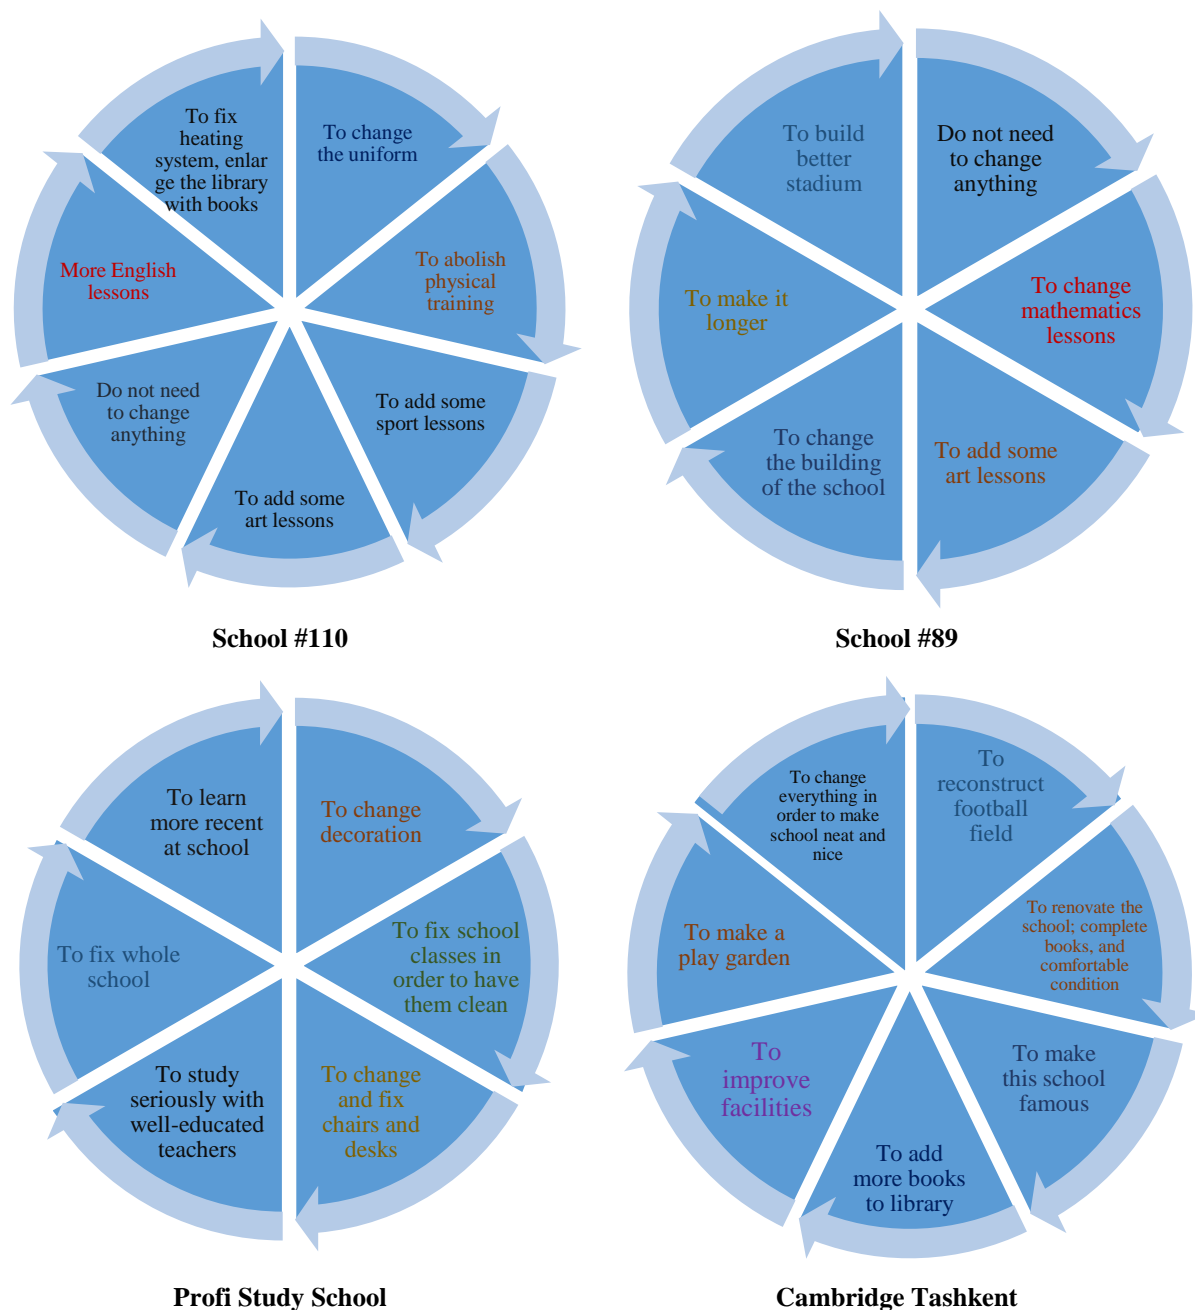 To fix
heating
system, enlar
ge the library
with books
To change
the uniform
To abolish
physical
training
To add some
sport lessons
To add some
art lessons
Do not need
to change
anything
More English
lessons
School #110
To build
better
stadium
Do not need
to change
anything
To change
mathematics
lessons
To add some
art lessons
To change
the building
of the school
To make it
longer
School #89
To learn
more recent
at school
To change
decoration
To fix school
classes in
order to have
them clean
To change
and fix
chairs and
desks
To study
seriously with
well-educated
teachers
To fix whole
school
Profi Study School
To change
everything in
order to make
school neat and
nice
To
reconstruct
football
field
To renovate the
school; complete
books, and
comfortable
condition
To make
this school
famous
To add
more books
to library
To
improve
facilities
To make a
play garden
Cambridge Tashkent